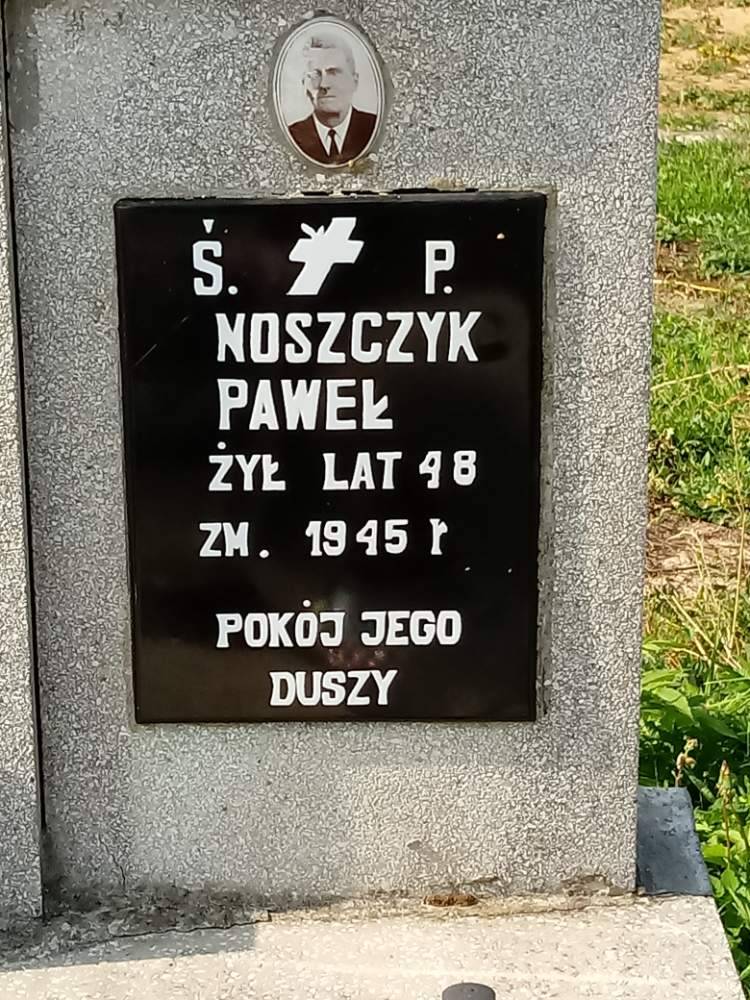 Ś. P.
NOSZCZYK
PAWEŁ
ŻYŁ LAT 48
ZM. 1945 r
POKÓJ JEGO
DUSZY